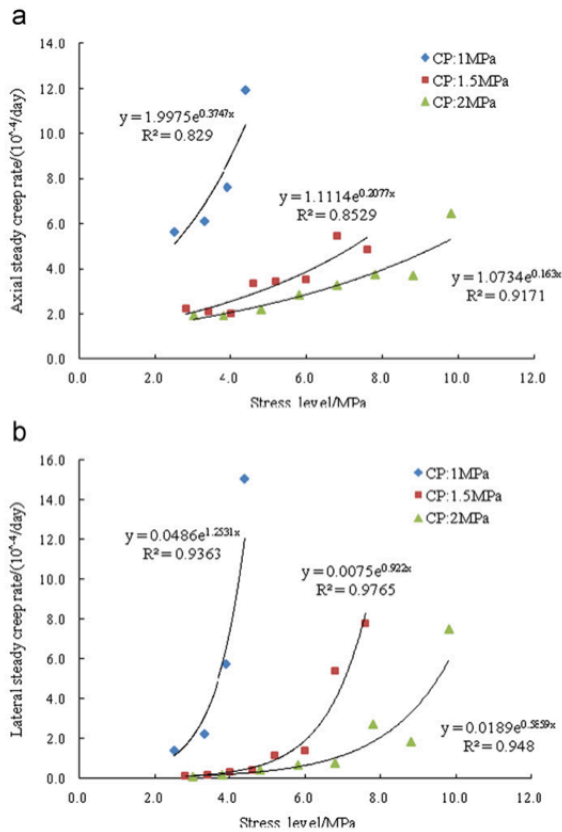 a
14.0
12.0
10.0
8.0
6.0
4.0
2.0
0.0
Axial steady creep rate/(10^-4/day)
CP:1MPa
CP:1.5MPa
CP:2MPa
y = 1.9975e^0.3747x
R² = 0.829
y = 1.1114e^0.2077x
R² = 0.8529
y = 1.0734e^0.163x
R² = 0.9171
0.0 2.0 4.0 6.0 8.0 10.0 12.0
Stress level/MPa
b
16.0
14.0
12.0
10.0
8.0
6.0
4.0
2.0
0.0
Lateral steady creep rate/(10^-4/day)
CP:1MPa
CP:1.5MPa
CP:2MPa
y = 0.0486e^1.2531x
R² = 0.9363
y = 0.0075e^0.922x
R² = 0.9765
y = 0.0189e^0.5859x
R² = 0.948
0.0 2.0 4.0 6.0 8.0 10.0 12.0
Stress level/MPa